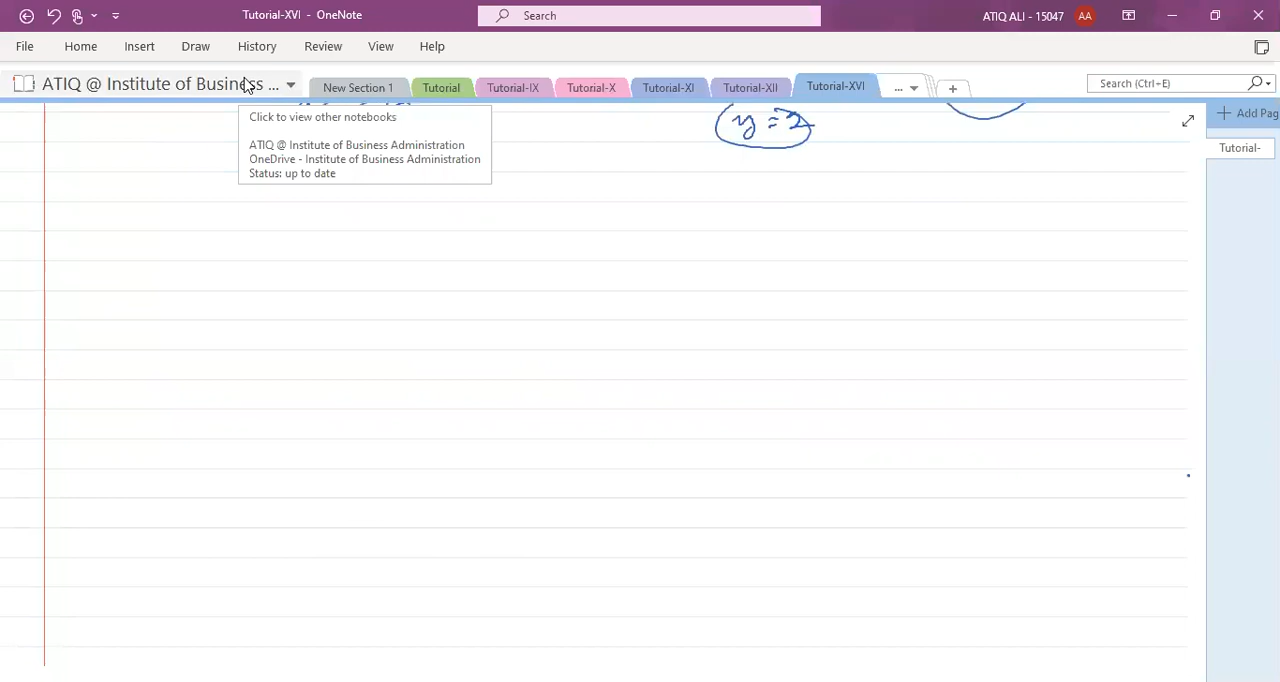 Tutorial-XVI - OneNote
Search
ATIQ ALI - 15047
AA
File
Home
Insert
Draw
History
Review
View
Help
ATIQ @ Institute of Business ...
New Section 1
Tutorial
Tutorial-IX
Tutorial-X
Tutorial-XI
Tutorial-XII
Tutorial-XVI
...
+
Search (Ctrl+E)
Click to view other notebooks
ATIQ @ Institute of Business Administration
OneDrive - Institute of Business Administration
Status: up to date
y = 2
Add Pag
Tutorial-